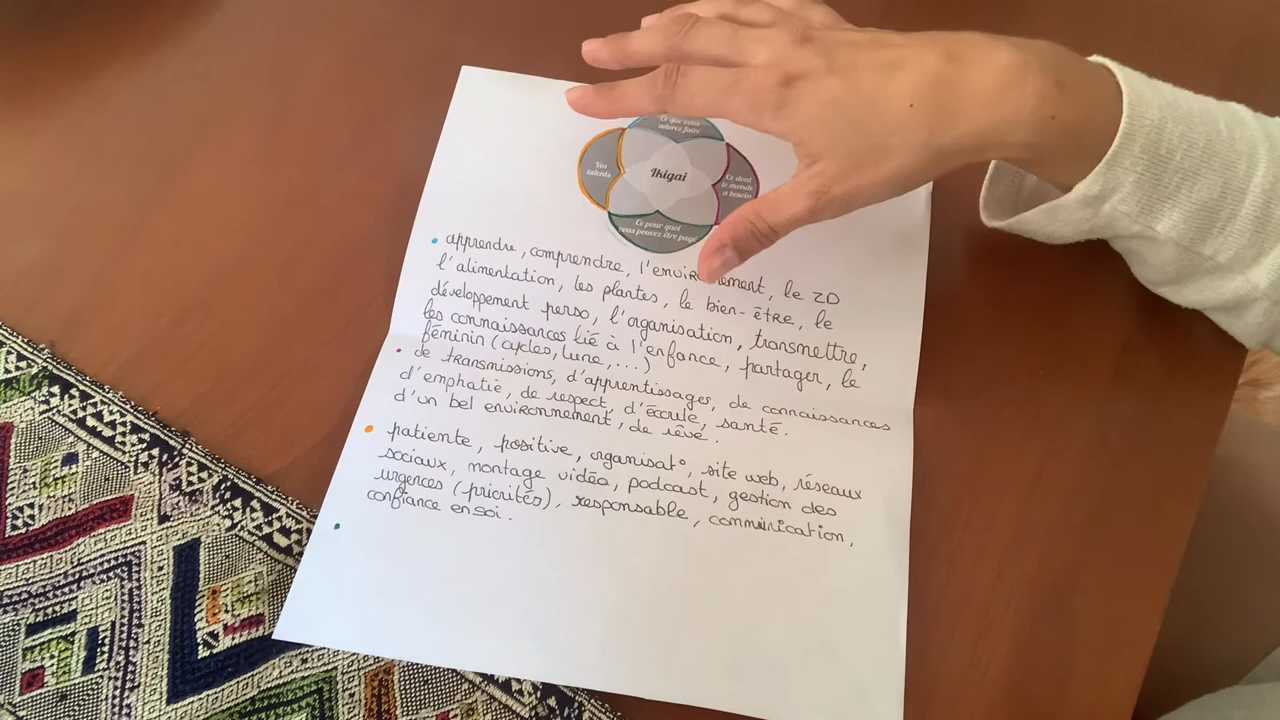 Ce que vous
adorez faire
Vos
talents
Ikigai
Ce dont
le monde
a besoin
Ce pour quoi
vous pouvez être payé
• apprendre, comprendre, l'environnement, le ZD
l'alimentation, les plantes, le bien-être, le
développement perso, l'organisation, transmettre,
les connaissances lié à l'enfance, partager, le
féminin (cycles, lune, ...)
• de transmissions, d'apprentissages, de connaissances
d'emphatie, de respect, d'écoute, santé.
d'un bel environnement, de rêve.
• patiente, positive, organisat°, site web, réseaux
sociaux, montage vidéo, podcast, gestion des
urgences (priorités), responsable, communication,
confiance en soi.
•